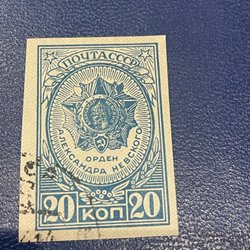 ПОЧТА СССР
ОРДЕН
АЛЕКСАНДРА НЕВСКОГО
20 КОП 20